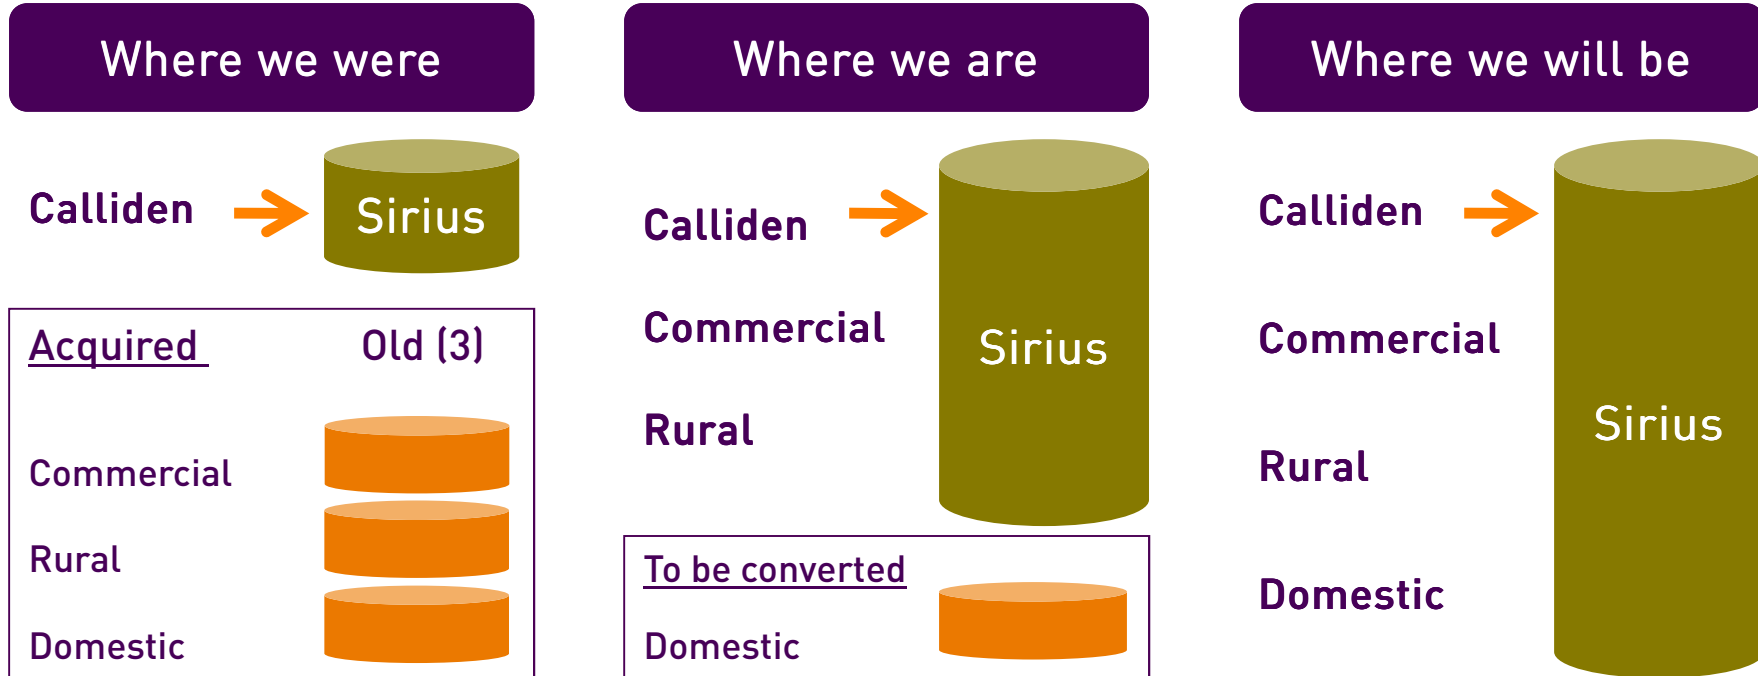 Where we were
Calliden
Sirius
Acquired Old (3)
Commercial
Rural
Domestic
Where we are
Calliden
Commercial
Rural
Sirius
To be converted
Domestic
Where we will be
Calliden
Commercial
Rural
Domestic
Sirius